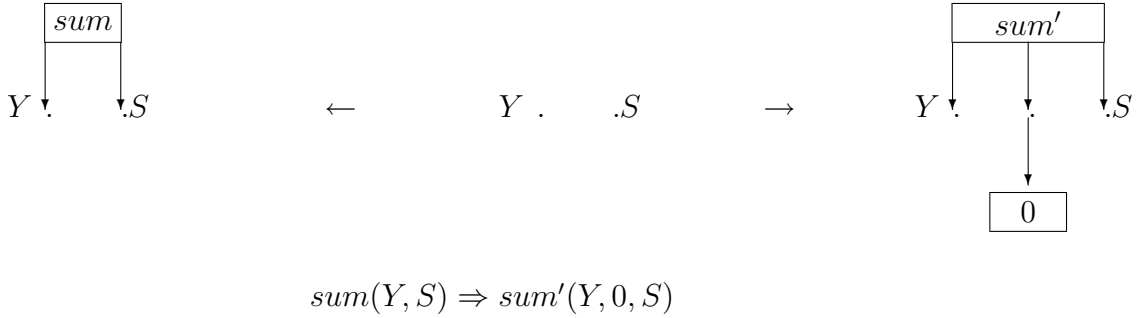 sum sum′
Y . .S ← Y . .S → Y . . .S
0
sum(Y, S) ⇒ sum′(Y, 0, S)